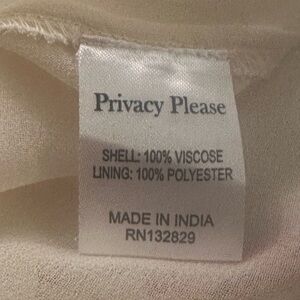 Privacy Please
SHELL: 100% VISCOSE
LINING: 100% POLYESTER
MADE IN INDIA
RN132829